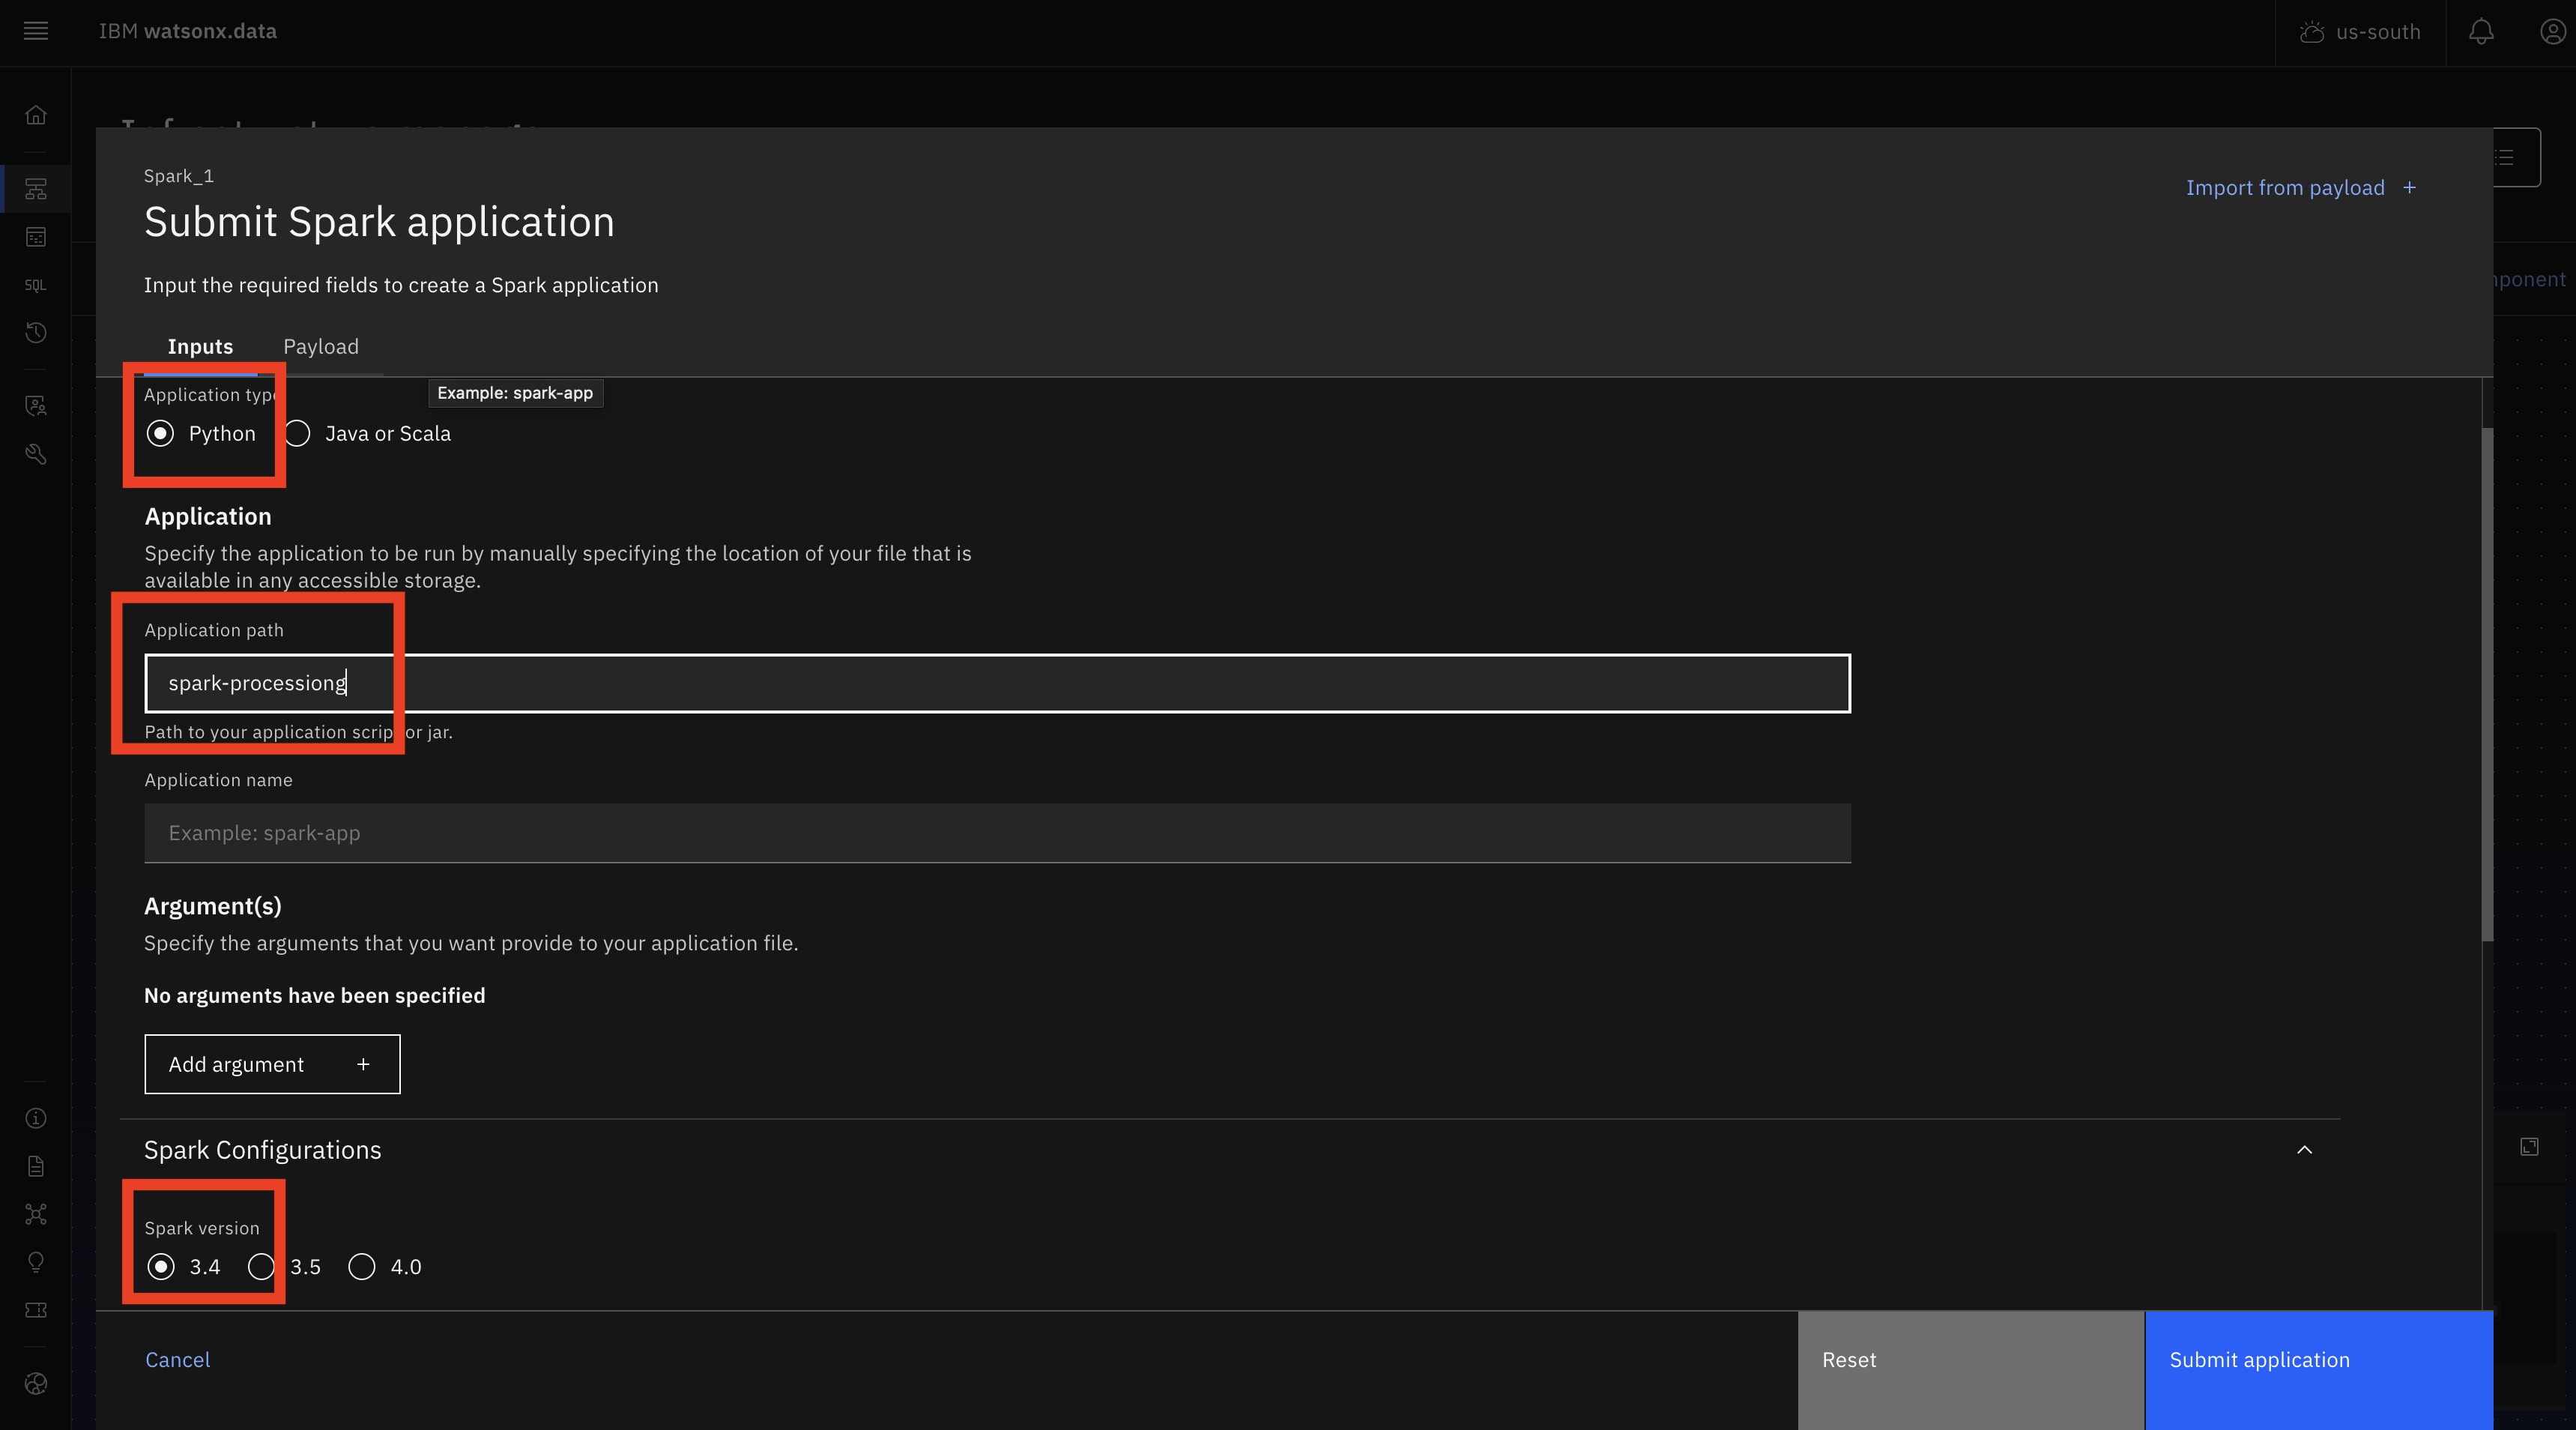 IBM watsonx.data
us-south
Spark_1
Import from payload +
Submit Spark application
Input the required fields to create a Spark application
SQL
Inputs Payload
Application type
Example: spark-app
Python Java or Scala
Application
Specify the application to be run by manually specifying the location of your file that is
available in any accessible storage.
Application path
spark-processiong
Path to your application script or jar.
Application name
Example: spark-app
Argument(s)
Specify the arguments that you want provide to your application file.
No arguments have been specified
Add argument +
Spark Configurations
Spark version
3.4 3.5 4.0
Cancel
Reset
Submit application